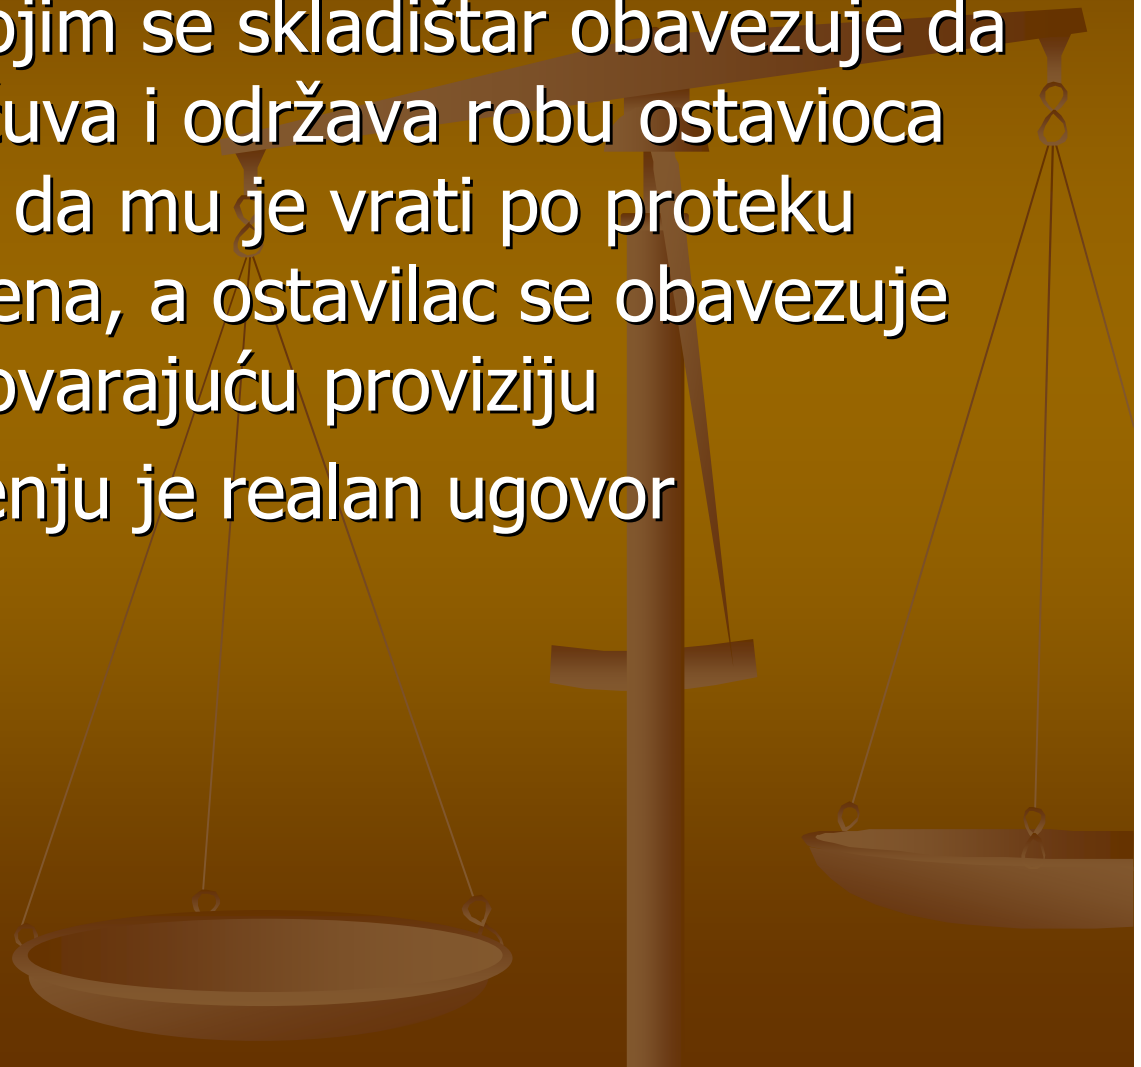 ojim se skladištar obavezuje da
uva i održava robu ostavioca
da mu je vrati po proteku
ena, a ostavilac se obavezuje
ovarajuću proviziju
enju je realan ugovor